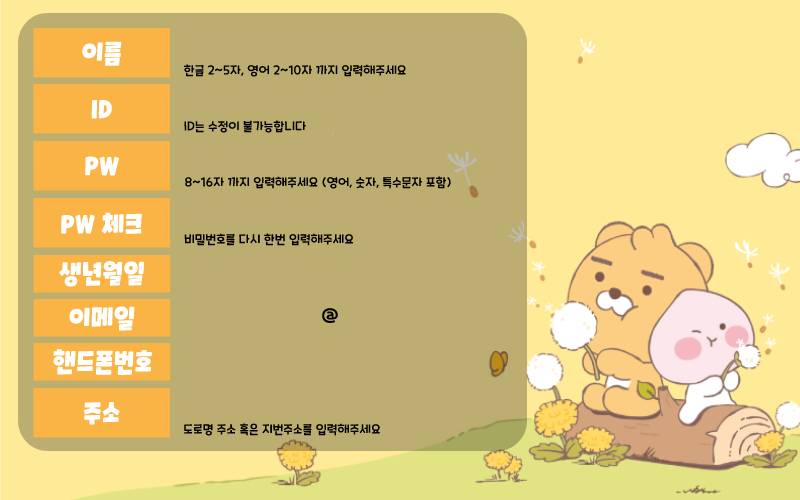 이름
한글 2~5자, 영어 2~10자 까지 입력해주세요
ID
ID는 수정이 불가능합니다
PW
8~16자 까지 입력해주세요 (영어, 숫자, 특수문자 포함)
PW 체크
비밀번호를 다시 한번 입력해주세요
생년월일
이메일
@
핸드폰번호
주소
도로명 주소 혹은 지번주소를 입력해주세요